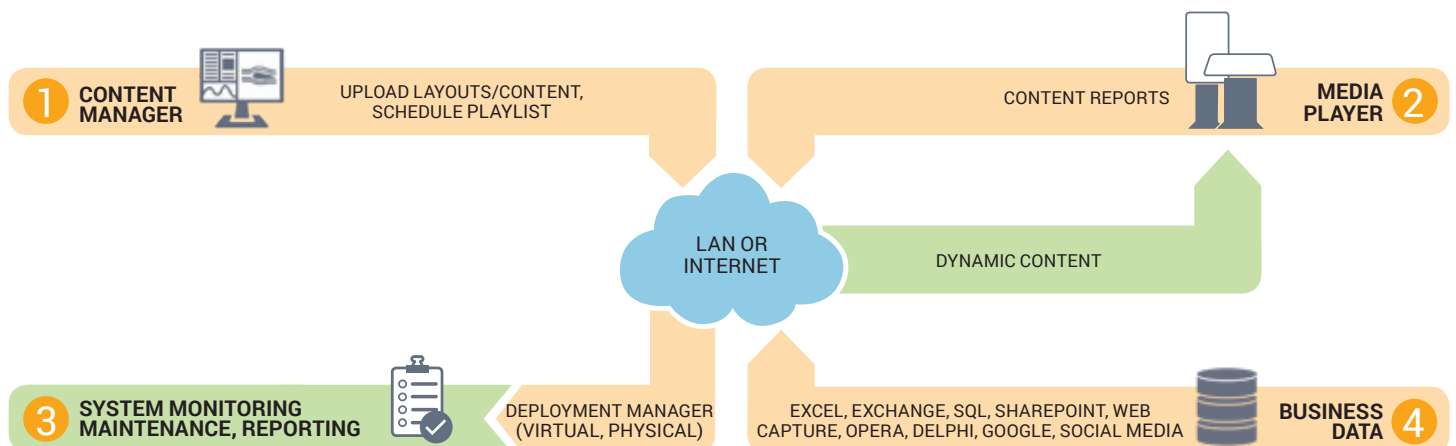 1 CONTENT
MANAGER
UPLOAD LAYOUTS/CONTENT,
SCHEDULE PLAYLIST
CONTENT REPORTS
MEDIA
PLAYER 2
LAN OR
INTERNET
DYNAMIC CONTENT
3 SYSTEM MONITORING
MAINTENANCE, REPORTING
DEPLOYMENT MANAGER
(VIRTUAL, PHYSICAL)
EXCEL, EXCHANGE, SQL, SHAREPOINT, WEB
CAPTURE, OPERA, DELPHI, GOOGLE, SOCIAL MEDIA
BUSINESS
DATA 4